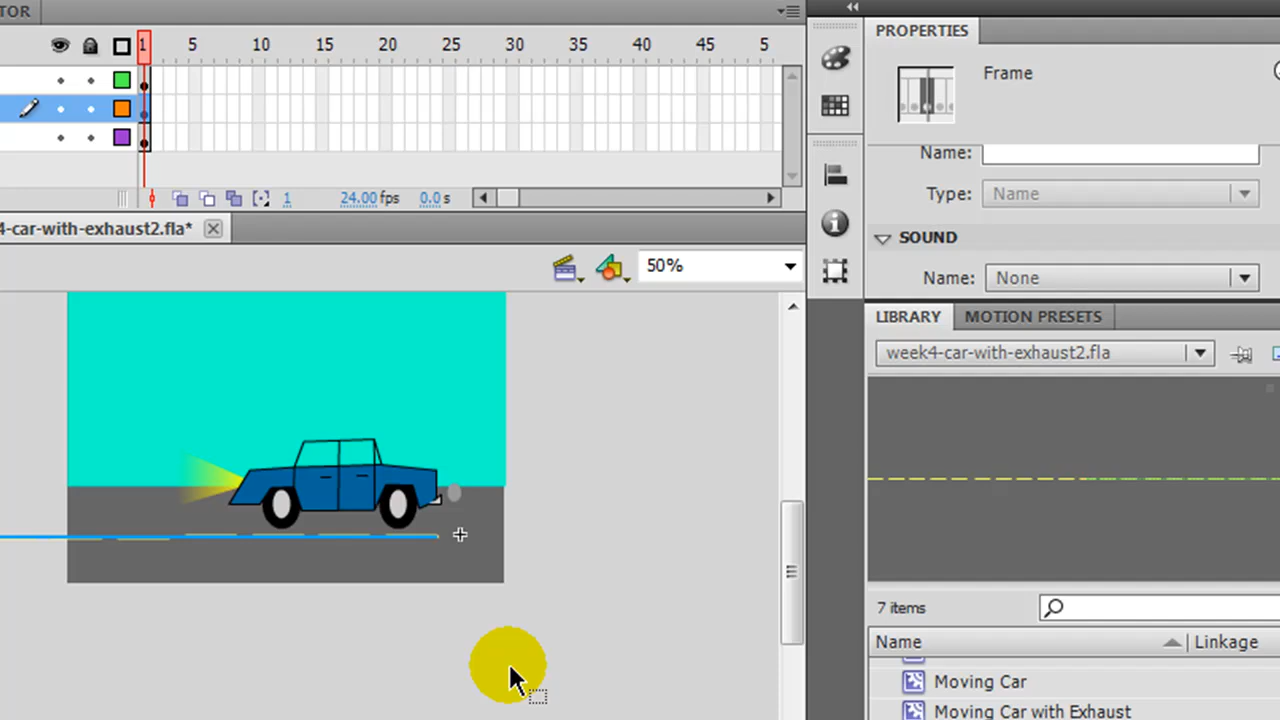 TOR
PROPERTIES
1 5 10 15 20 25 30 35 40 45 5
Frame
Name:
Type: Name
1 24.00 fps 0.0 s
4-car-with-exhaust2.fla*
SOUND
50%
Name: None
LIBRARY MOTION PRESETS
week4-car-with-exhaust2.fla
7 items
Name Linkage
Moving Car
Moving Car with Exhaust